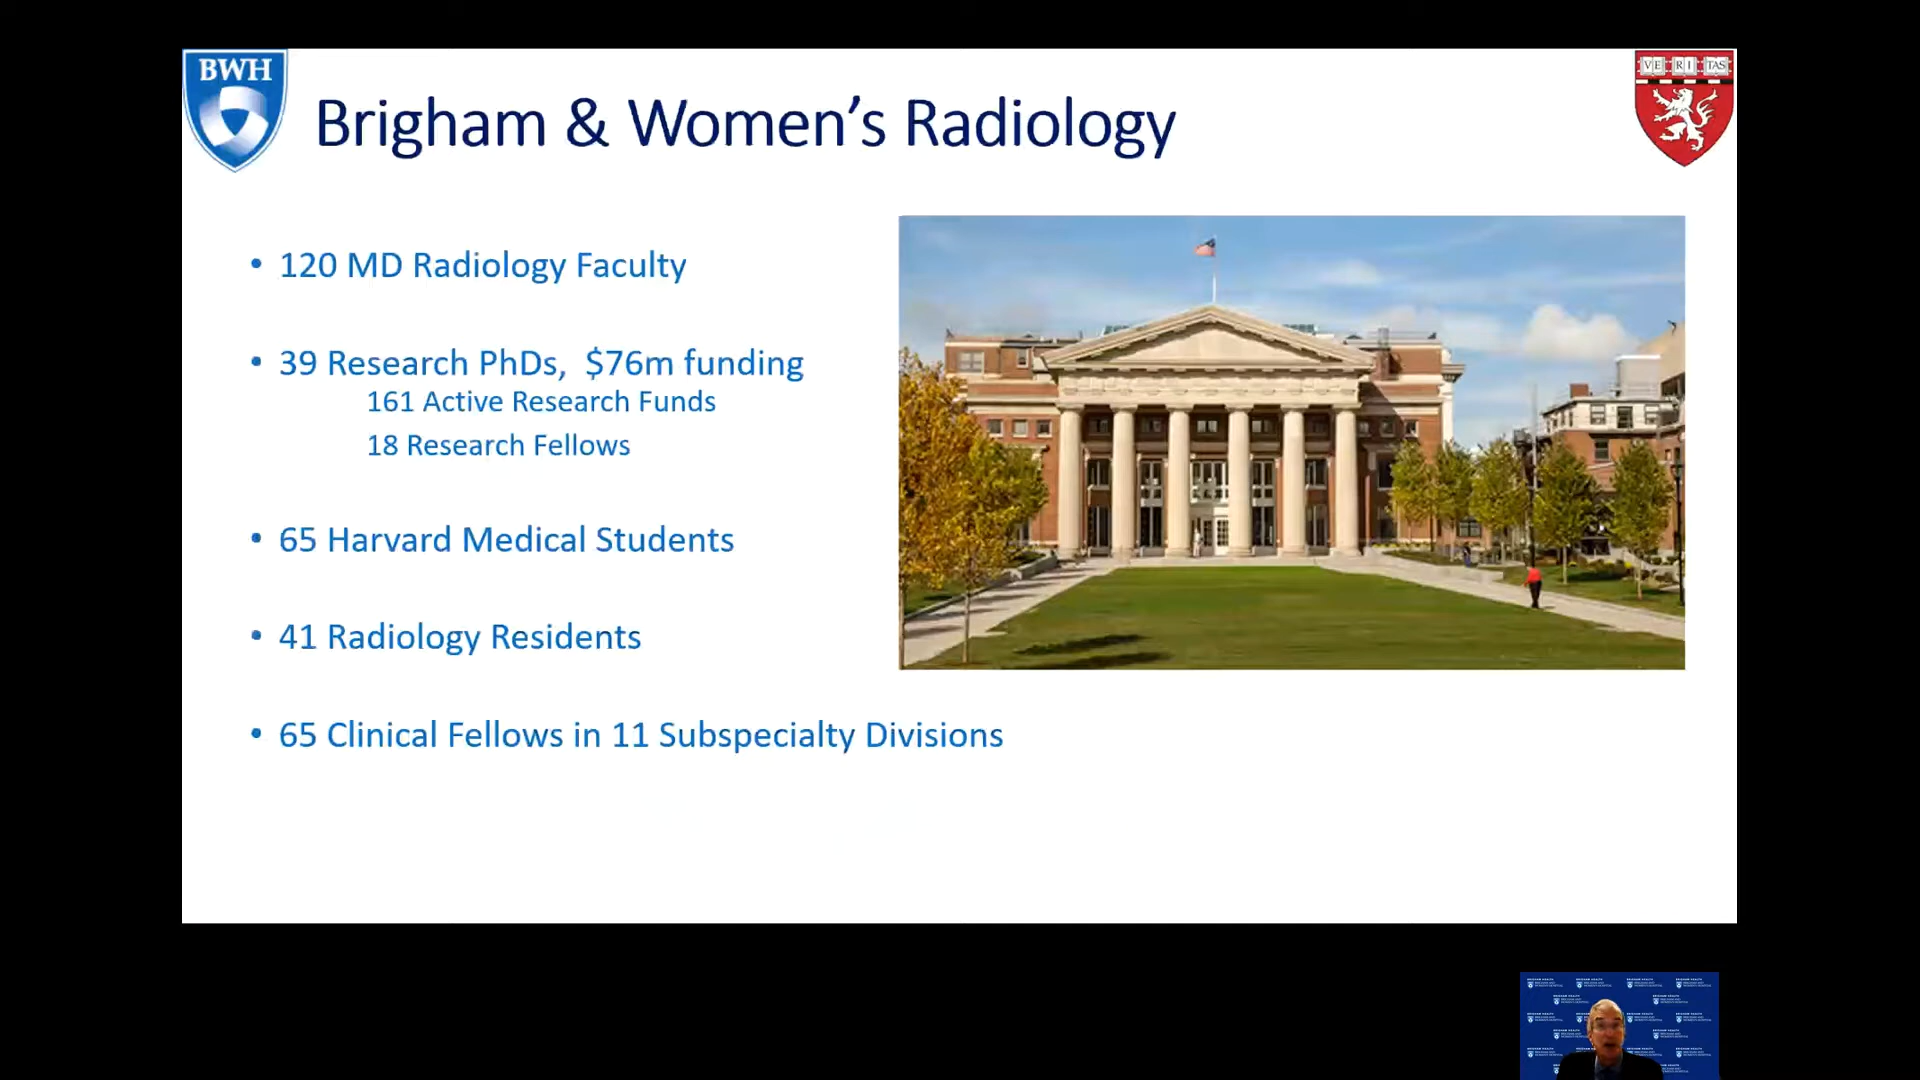 BWH
Brigham & Women’s Radiology
VE RI TAS
• 120 MD Radiology Faculty
• 39 Research PhDs, $76m funding
161 Active Research Funds
18 Research Fellows
• 65 Harvard Medical Students
• 41 Radiology Residents
• 65 Clinical Fellows in 11 Subspecialty Divisions